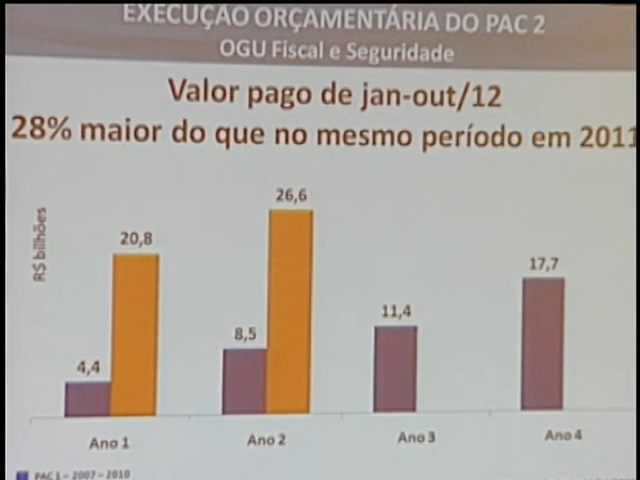 EXECUÇÃO ORÇAMENTÁRIA DO PAC 2
OGU Fiscal e Seguridade
Valor pago de jan-out/12
28% maior do que no mesmo período em 2011
R$ bilhões
4,4
20,8
8,5
26,6
11,4
17,7
Ano 1
Ano 2
Ano 3
Ano 4
PAC 1 – 2007 – 2010